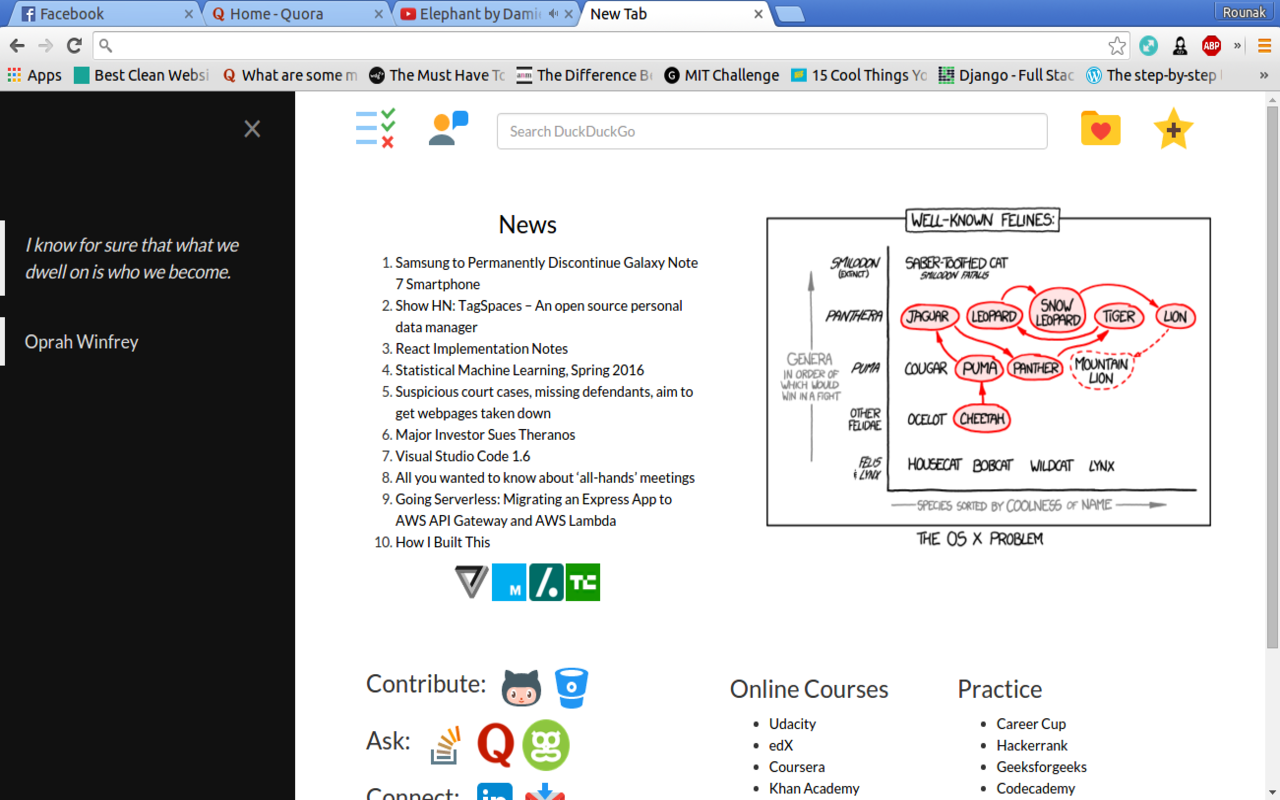 Facebook
Home - Quora
Elephant by Dami
New Tab
Rounak
ABP
»
Apps
Best Clean Websi
What are some m
The Must Have To
The Difference Be
MIT Challenge
15 Cool Things Yo
Django - Full Stac
The step-by-step
»
I know for sure that what we
dwell on is who we become.
Oprah Winfrey
Search DuckDuckGo
News
1. Samsung to Permanently Discontinue Galaxy Note
7 Smartphone
2. Show HN: TagSpaces – An open source personal
data manager
3. React Implementation Notes
4. Statistical Machine Learning, Spring 2016
5. Suspicious court cases, missing defendants, aim to
get webpages taken down
6. Major Investor Sues Theranos
7. Visual Studio Code 1.6
8. All you wanted to know about ‘all-hands’ meetings
9. Going Serverless: Migrating an Express App to
AWS API Gateway and AWS Lambda
10. How I Built This
M
TC
WELL-KNOWN FELINES:
SMILODON
(EXTINCT)
SABER-TOOTHED CAT
SMILODON FATALIS
PANTHERA
JAGUAR
LEOPARD
SNOW
LEOPARD
TIGER
LION
GENERA
IN ORDER OF
WHICH WOULD
WIN IN A FIGHT
PUMA
COUGAR
PUMA
PANTHER
MOUNTAIN
LION
OTHER
FELIDAE
OCELOT
CHEETAH
FELIS
& LYNX
HOUSECAT
BOBCAT
WILDCAT
LYNX
SPECIES SORTED BY COOLNESS OF NAME
THE OS X PROBLEM
Contribute:
Ask:
Connect:
in
Online Courses
Udacity
edX
Coursera
Khan Academy
Practice
Career Cup
Hackerrank
Geeksforgeeks
Codecademy